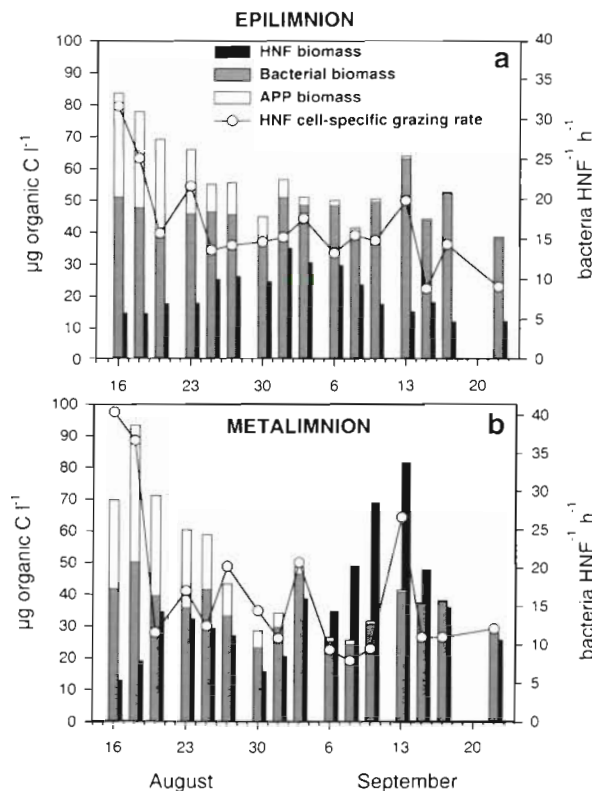 EPILIMNION
a
HNF biomass
Bacterial biomass
APP biomass
HNF cell-specific grazing rate
µg organic C l⁻¹
100
90
80
70
60
50
40
30
20
10
0
40
35
30
25
20
15
10
5
0
bacteria HNF⁻¹ h⁻¹
16 23 30 6 13 20
METALIMNION
b
µg organic C l⁻¹
100
90
80
70
60
50
40
30
20
10
0
40
35
30
25
20
15
10
5
0
bacteria HNF⁻¹ h⁻¹
16 23 30 6 13 20
August September